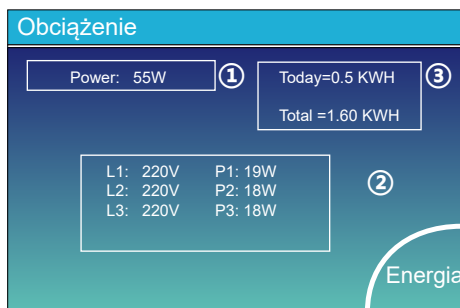 Obciążenie
Power: 55W ①
Today=0.5 KWH ③
Total =1.60 KWH
L1: 220V P1: 19W
L2: 220V P2: 18W ②
L3: 220V P3: 18W
Energia